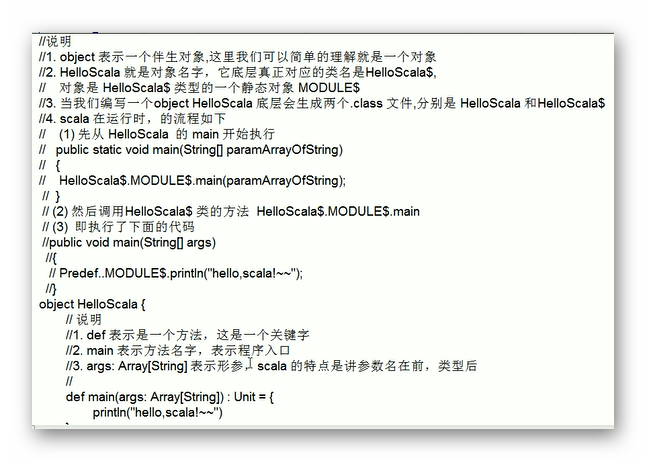 //说明
//1. object 表示一个伴生对象,这里我们可以简单的理解就是一个对象
//2. HelloScala 就是对象名字，它底层真正对应的类名是HelloScala$,
//   对象是 HelloScala$ 类型的一个静态对象 MODULE$
//3. 当我们编写一个object HelloScala 底层会生成两个.class 文件,分别是 HelloScala 和HelloScala$
//4. scala 在运行时，的流程如下
//   (1) 先从 HelloScala  的 main 开始执行
//   public static void main(String[] paramArrayOfString)
//   {
//    HelloScala$.MODULE$.main(paramArrayOfString);
//  }
// (2) 然后调用HelloScala$ 类的方法  HelloScala$.MODULE$.main
// (3)  即执行了下面的代码
//public void main(String[] args)
//{
// Predef..MODULE$.println("hello,scala!~~");
//}
object HelloScala {
// 说明
//1. def 表示是一个方法，这是一个关键字
//2. main 表示方法名字，表示程序入口
//3. args: Array[String] 表示形参，scala 的特点是讲参数名在前，类型后
//
def main(args: Array[String]) : Unit = {
println("hello,scala!~~")